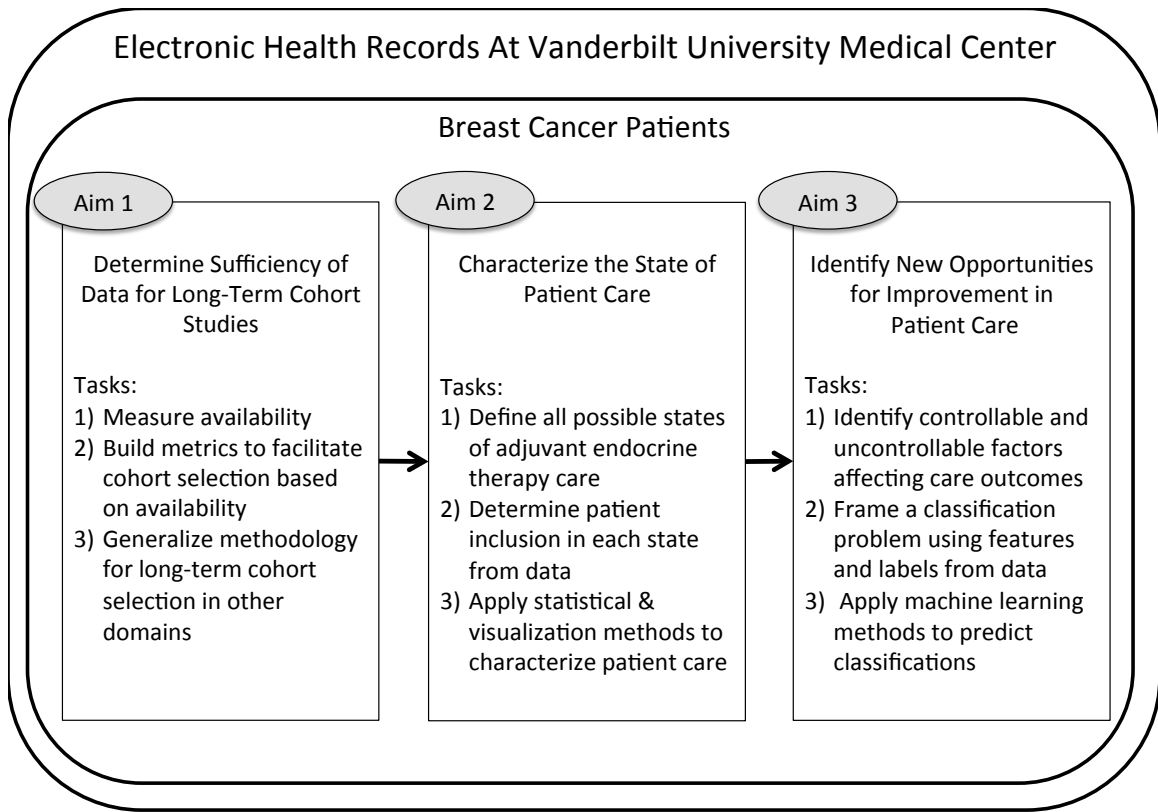 Electronic Health Records At Vanderbilt University Medical Center
Breast Cancer Patients
Aim 1
Determine Sufficiency of
Data for Long-Term Cohort
Studies
Tasks:
1) Measure availability
2) Build metrics to facilitate
cohort selection based
on availability
3) Generalize methodology
for long-term cohort
selection in other
domains
Aim 2
Characterize the State of
Patient Care
Tasks:
1) Define all possible states
of adjuvant endocrine
therapy care
2) Determine patient
inclusion in each state
from data
3) Apply statistical &
visualization methods to
characterize patient care
Aim 3
Identify New Opportunities
for Improvement in
Patient Care
Tasks:
1) Identify controllable and
uncontrollable factors
affecting care outcomes
2) Frame a classification
problem using features
and labels from data
3) Apply machine learning
methods to predict
classifications